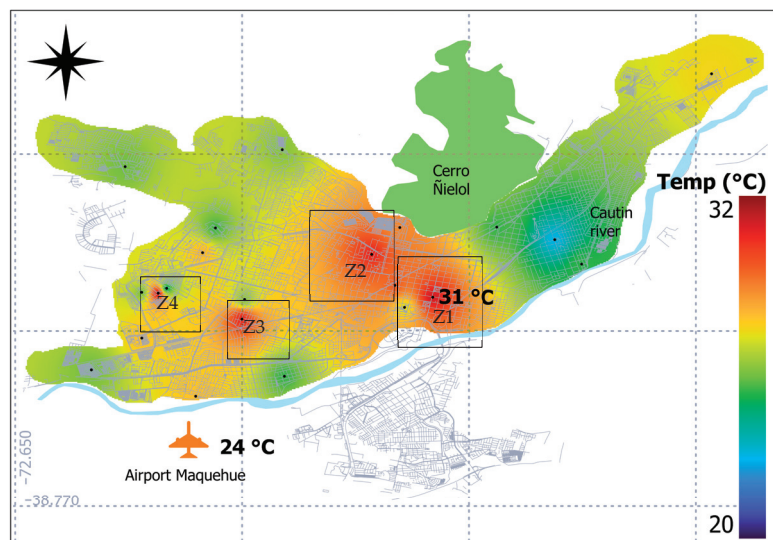 Cerro
Ñielol
Temp (°C)
32
Cautin
river
Z2
Z4
31 °C
Z1
Z3
24 °C
Airport Maquehue
−72.650
−38.770
20